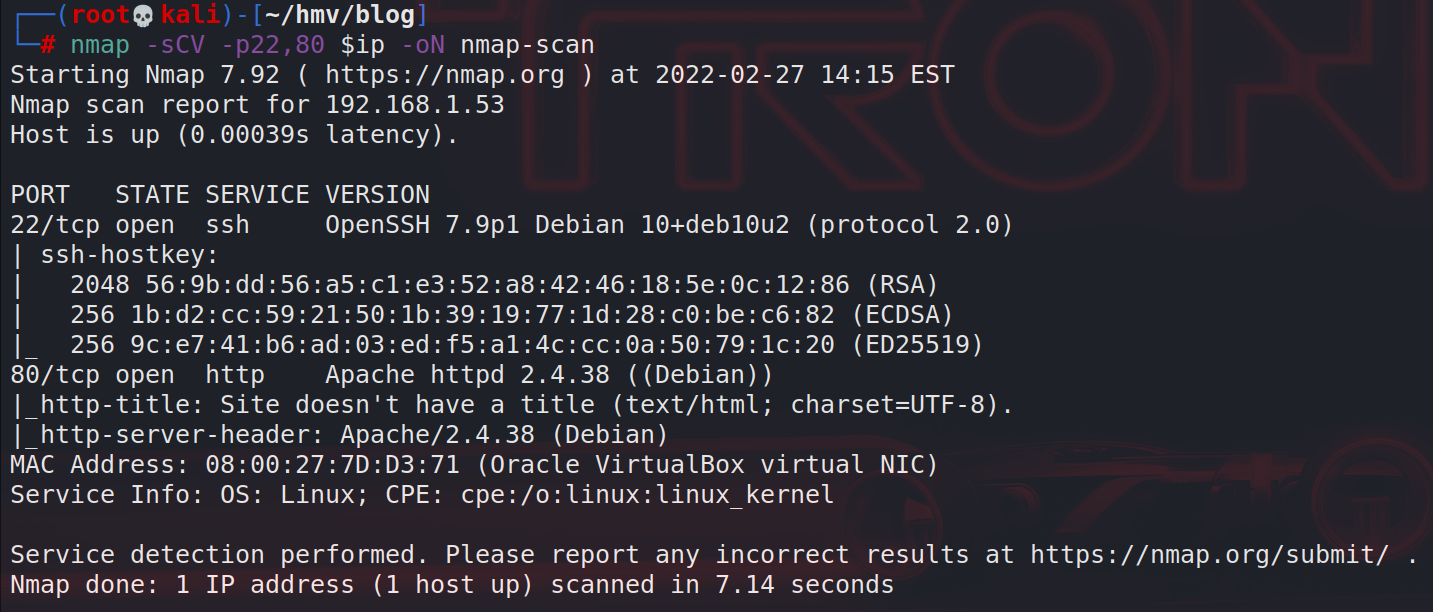 ┌──(root💀kali)-[~/hmv/blog]
└─# nmap -sCV -p22,80 $ip -oN nmap-scan
Starting Nmap 7.92 ( https://nmap.org ) at 2022-02-27 14:15 EST
Nmap scan report for 192.168.1.53
Host is up (0.00039s latency).

PORT   STATE SERVICE VERSION
22/tcp open  ssh     OpenSSH 7.9p1 Debian 10+deb10u2 (protocol 2.0)
| ssh-hostkey:
|   2048 56:9b:dd:56:a5:c1:e3:52:a8:42:46:18:5e:0c:12:86 (RSA)
|   256 1b:d2:cc:59:21:50:1b:39:19:77:1d:28:c0:be:c6:82 (ECDSA)
|_  256 9c:e7:41:b6:ad:03:ed:f5:a1:4c:cc:0a:50:79:1c:20 (ED25519)
80/tcp open  http    Apache httpd 2.4.38 ((Debian))
|_http-title: Site doesn't have a title (text/html; charset=UTF-8).
|_http-server-header: Apache/2.4.38 (Debian)
MAC Address: 08:00:27:7D:D3:71 (Oracle VirtualBox virtual NIC)
Service Info: OS: Linux; CPE: cpe:/o:linux:linux_kernel

Service detection performed. Please report any incorrect results at https://nmap.org/submit/ .
Nmap done: 1 IP address (1 host up) scanned in 7.14 seconds
TRON